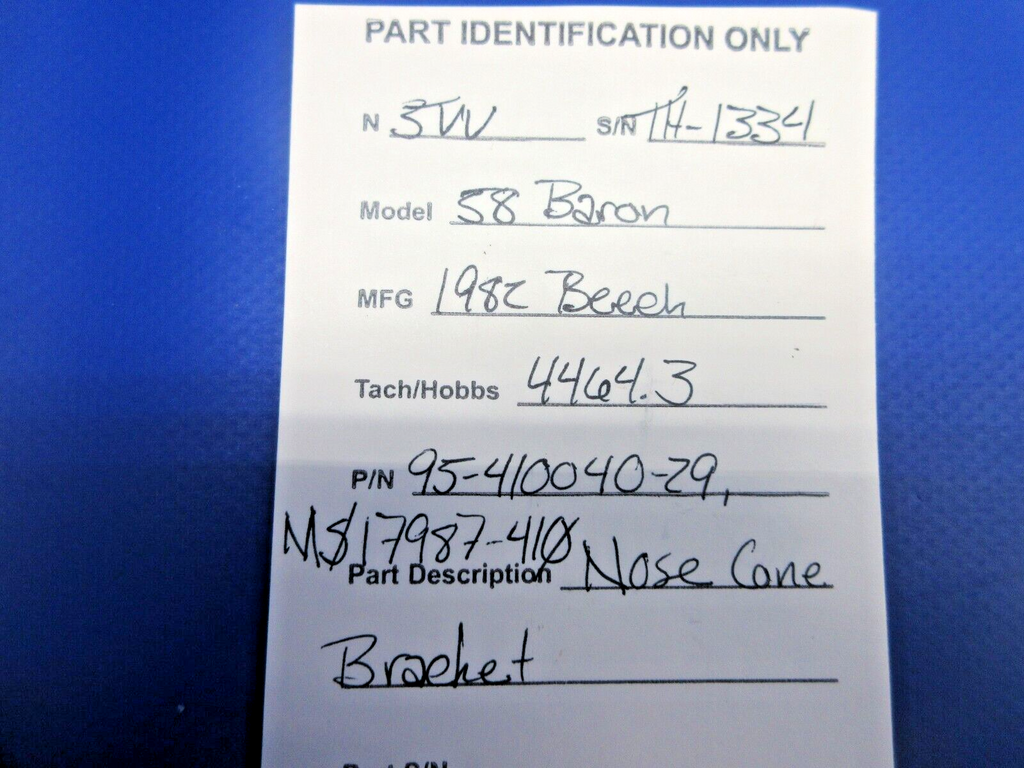 PART IDENTIFICATION ONLY
N 3VV S/N TH-1334
Model 58 Baron
MFG 1982 Beech
Tach/Hobbs 4464.3
P/N 95-410040-29,
MS17987-410
Part Description Nose Cone
Bracket